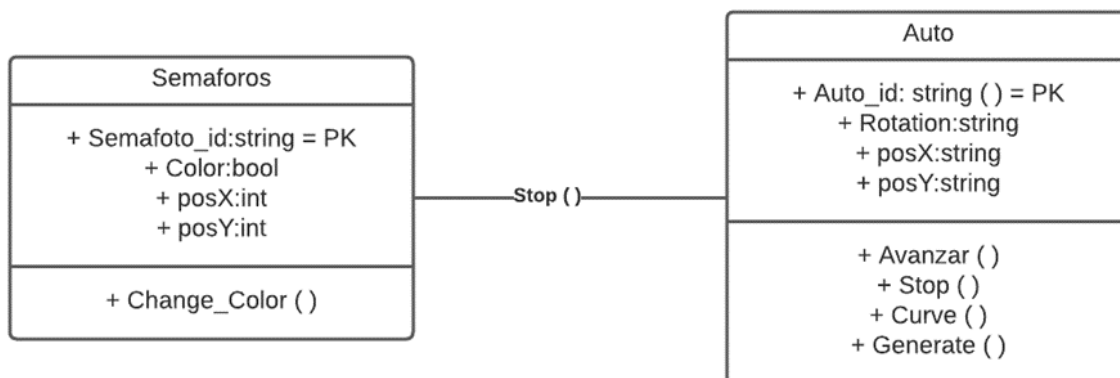 Semaforos
+ Semafoto_id:string = PK
+ Color:bool
+ posX:int
+ posY:int
+ Change_Color ( )
Stop ( )
Auto
+ Auto_id: string ( ) = PK
+ Rotation:string
+ posX:string
+ posY:string
+ Avanzar ( )
+ Stop ( )
+ Curve ( )
+ Generate ( )